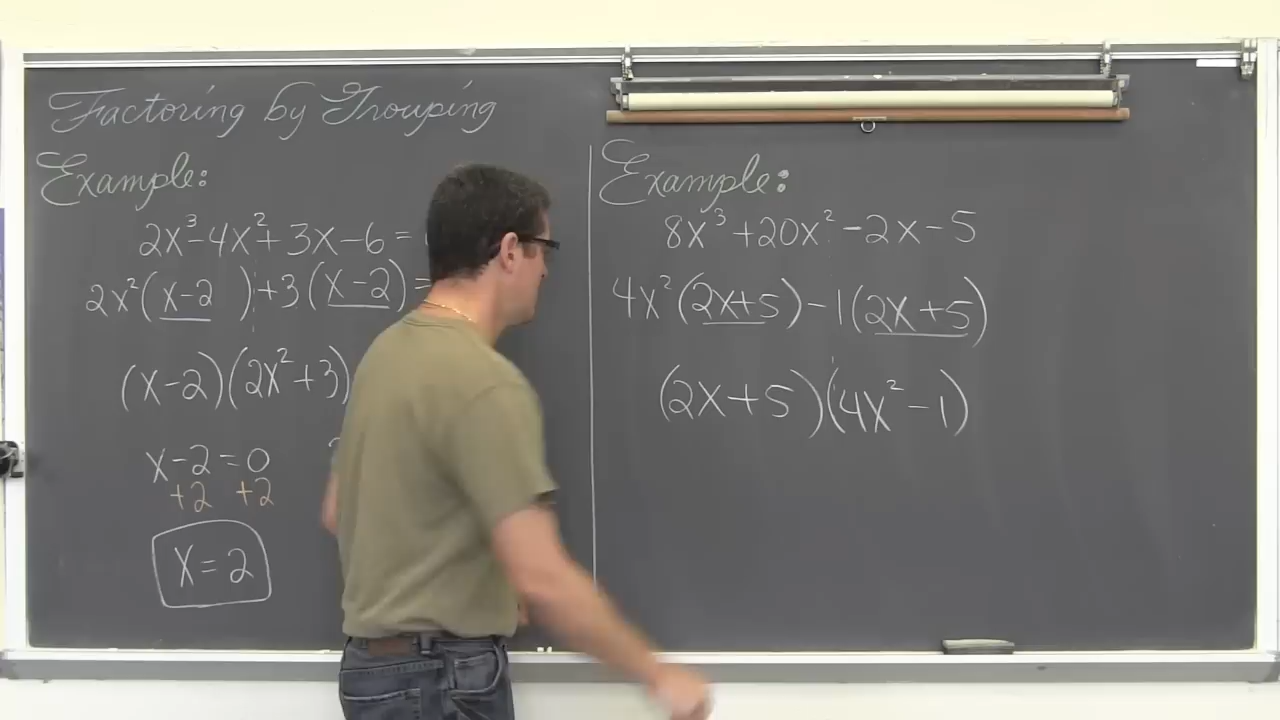 Factoring by Grouping
Example:
2x³-4x²+3x-6=
2x²(x-2)+3(x-2)=
(x-2)(2x²+3)
x-2=0
+2 +2
x=2
Example:
8x³+20x²-2x-5
4x²(2x+5)-1(2x+5)
(2x+5)(4x²-1)